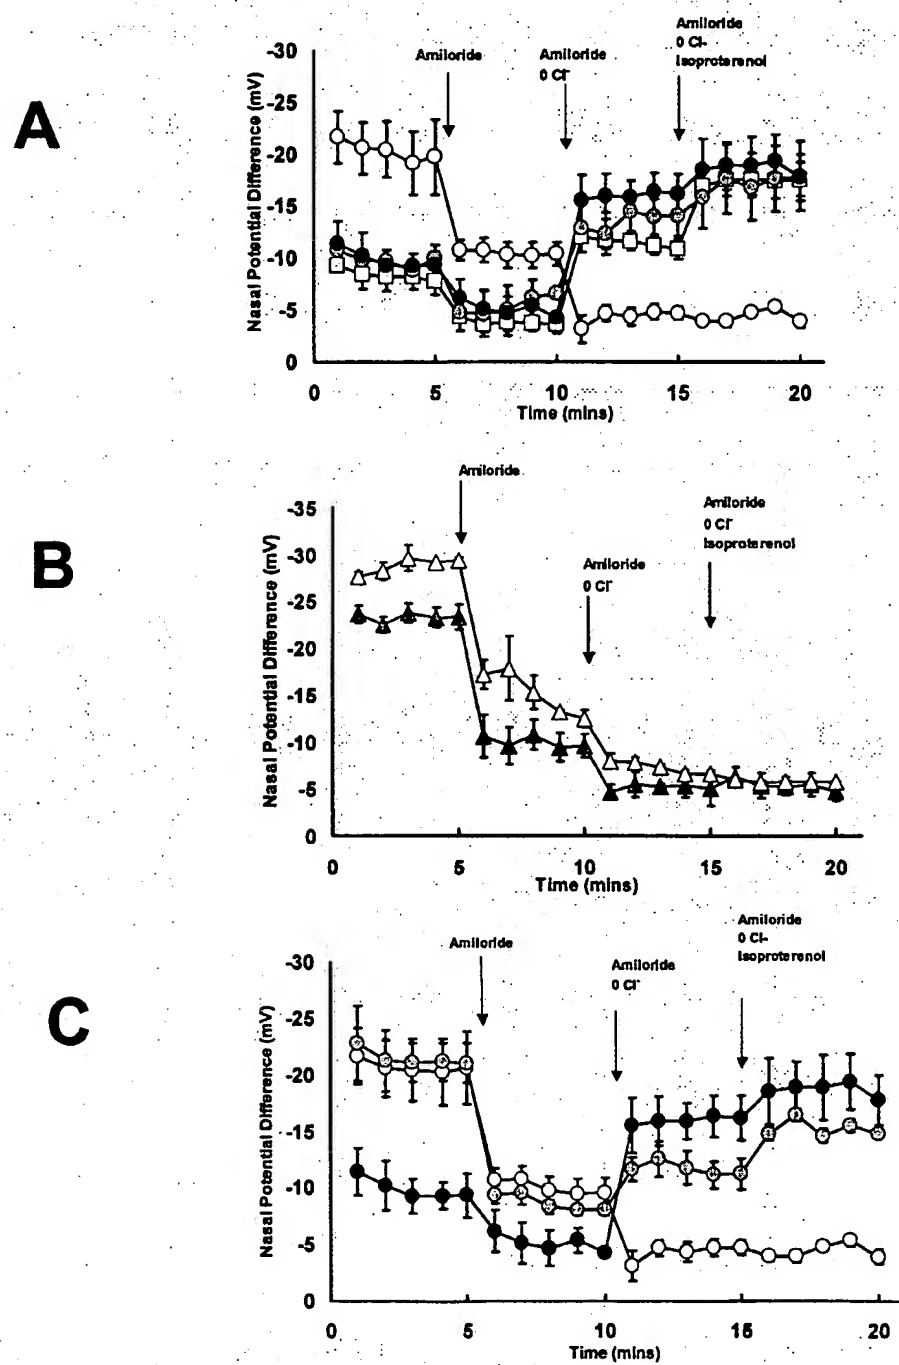 A
Amiloride
Amiloride
0 Cl-
Amiloride
0 Cl-
Isoproterenol
Nasal Potential Difference (mV)
-30
-25
-20
-15
-10
-5
0
0 5 10 15 20
Time (mins)
B
Amiloride
Amiloride
0 Cl-
Amiloride
0 Cl-
Isoproterenol
Nasal Potential Difference (mV)
-35
-30
-25
-20
-15
-10
-5
0
0 5 10 15 20
Time (mins)
C
Amiloride
Amiloride
0 Cl-
Amiloride
0 Cl-
Isoproterenol
Nasal Potential Difference (mV)
-30
-25
-20
-15
-10
-5
0
0 5 10 15 20
Time (mins)